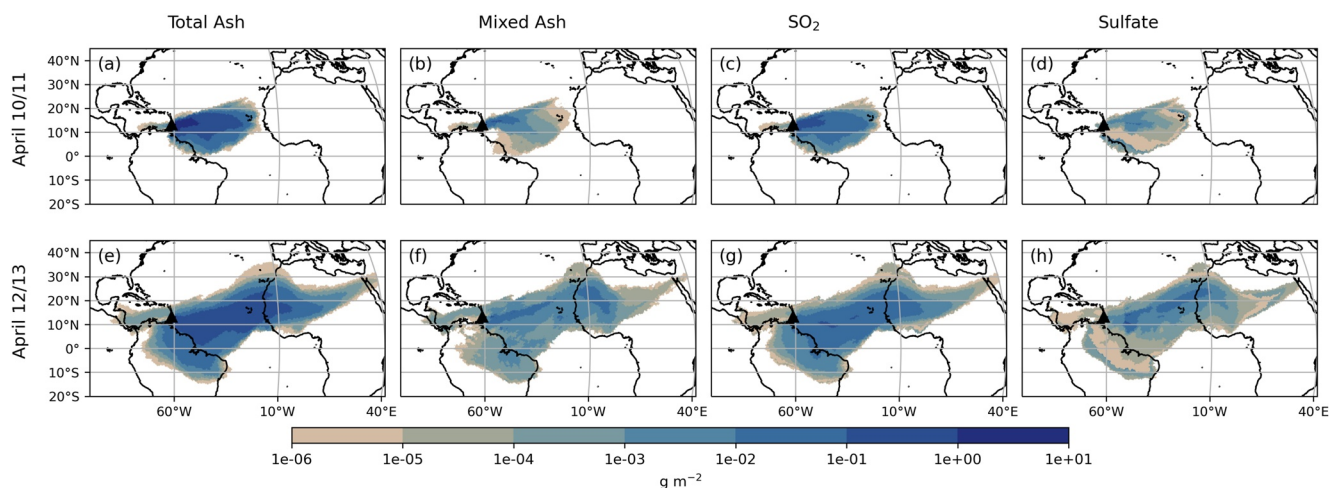 Total Ash Mixed Ash SO₂ Sulfate
April 10/11
40°N (a) (b) (c) (d)
30°N
20°N
10°N
0°
10°S
20°S
April 12/13
40°N (e) (f) (g) (h)
30°N
20°N
10°N
0°
10°S
20°S
60°W 10°W 40°E 60°W 10°W 40°E 60°W 10°W 40°E 60°W 10°W 40°E
1e-06 1e-05 1e-04 1e-03 1e-02 1e-01 1e+00 1e+01
g m⁻²